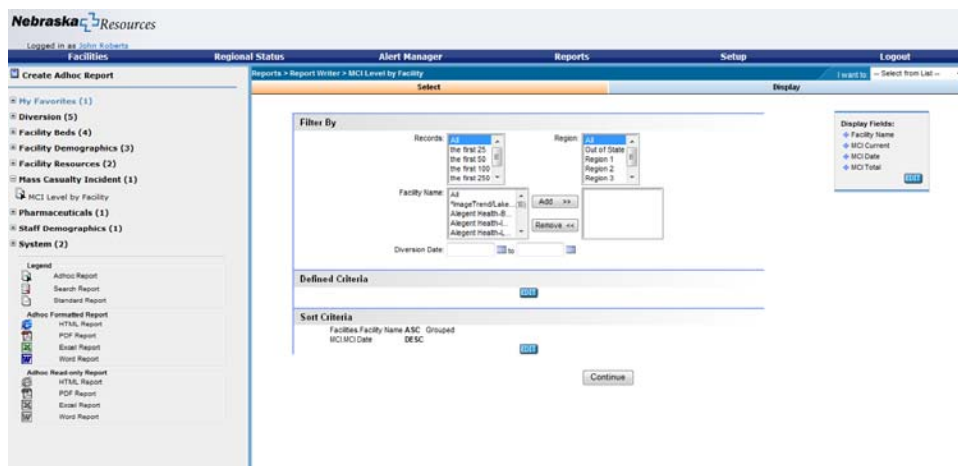 Nebraska Resources
Logged in as John Roberts
Facilities Regional Status Alert Manager Reports Setup Logout
Create Adhoc Report
Reports > Report Writer > MCI Level by Facility
I want to: -- Select from List --
Select Display
My Favorites (1)
Diversion (5)
Facility Beds (4)
Facility Demographics (3)
Facility Resources (2)
Mass Casualty Incident (1)
MCI Level by Facility
Pharmaceuticals (1)
Staff Demographics (1)
System (2)
Legend
Adhoc Report
Search Report
Standard Report
Adhoc Formatted Report
HTML Report
PDF Report
Excel Report
Word Report
Adhoc Read-only Report
HTML Report
PDF Report
Excel Report
Word Report
Filter By
Records: All
the first 25
the first 50
the first 100
the first 250
Region: All
Out of State
Region 1
Region 2
Region 3
Facility Name: All
*ImageTrend/Lake...
Alegent Health-B...
Alegent Health-I...
Alegent Health-L...
Add >>
Remove <<
Diversion Date: to
Defined Criteria
EDIT
Sort Criteria
Facilities.Facility Name ASC Grouped
MCI.MCI Date DESC
EDIT
Continue
Display Fields:
Facility Name
MCI Current
MCI Date
MCI Total
EDIT